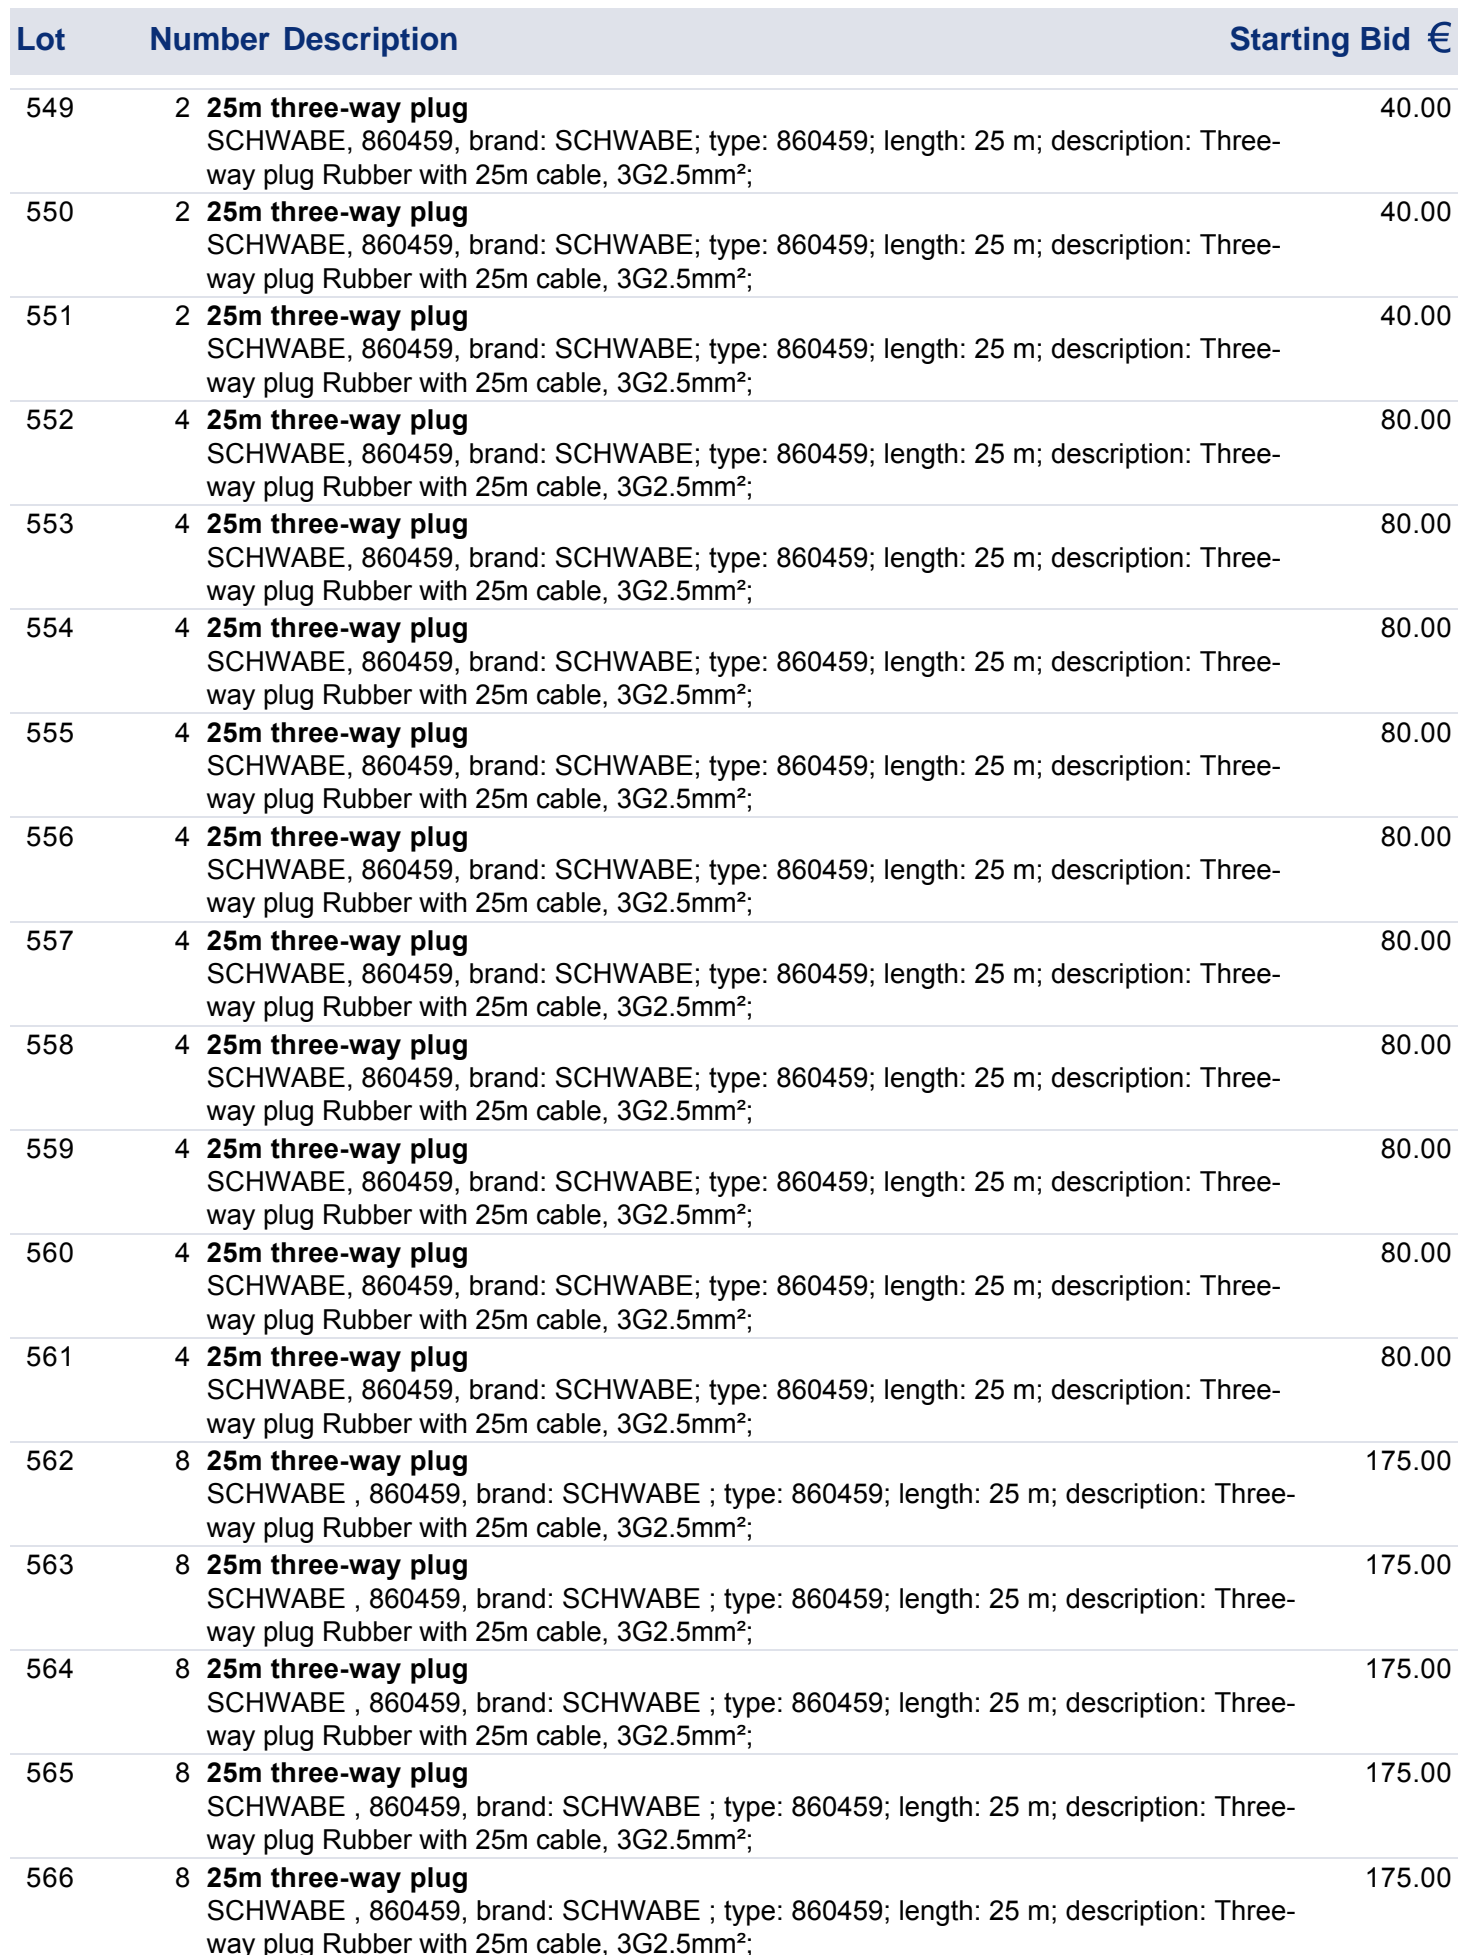 Lot Number Description Starting Bid €
549 2 25m three-way plug 40.00
SCHWABE, 860459, brand: SCHWABE; type: 860459; length: 25 m; description: Three-
way plug Rubber with 25m cable, 3G2.5mm²;
550 2 25m three-way plug 40.00
SCHWABE, 860459, brand: SCHWABE; type: 860459; length: 25 m; description: Three-
way plug Rubber with 25m cable, 3G2.5mm²;
551 2 25m three-way plug 40.00
SCHWABE, 860459, brand: SCHWABE; type: 860459; length: 25 m; description: Three-
way plug Rubber with 25m cable, 3G2.5mm²;
552 4 25m three-way plug 80.00
SCHWABE, 860459, brand: SCHWABE; type: 860459; length: 25 m; description: Three-
way plug Rubber with 25m cable, 3G2.5mm²;
553 4 25m three-way plug 80.00
SCHWABE, 860459, brand: SCHWABE; type: 860459; length: 25 m; description: Three-
way plug Rubber with 25m cable, 3G2.5mm²;
554 4 25m three-way plug 80.00
SCHWABE, 860459, brand: SCHWABE; type: 860459; length: 25 m; description: Three-
way plug Rubber with 25m cable, 3G2.5mm²;
555 4 25m three-way plug 80.00
SCHWABE, 860459, brand: SCHWABE; type: 860459; length: 25 m; description: Three-
way plug Rubber with 25m cable, 3G2.5mm²;
556 4 25m three-way plug 80.00
SCHWABE, 860459, brand: SCHWABE; type: 860459; length: 25 m; description: Three-
way plug Rubber with 25m cable, 3G2.5mm²;
557 4 25m three-way plug 80.00
SCHWABE, 860459, brand: SCHWABE; type: 860459; length: 25 m; description: Three-
way plug Rubber with 25m cable, 3G2.5mm²;
558 4 25m three-way plug 80.00
SCHWABE, 860459, brand: SCHWABE; type: 860459; length: 25 m; description: Three-
way plug Rubber with 25m cable, 3G2.5mm²;
559 4 25m three-way plug 80.00
SCHWABE, 860459, brand: SCHWABE; type: 860459; length: 25 m; description: Three-
way plug Rubber with 25m cable, 3G2.5mm²;
560 4 25m three-way plug 80.00
SCHWABE, 860459, brand: SCHWABE; type: 860459; length: 25 m; description: Three-
way plug Rubber with 25m cable, 3G2.5mm²;
561 4 25m three-way plug 80.00
SCHWABE, 860459, brand: SCHWABE; type: 860459; length: 25 m; description: Three-
way plug Rubber with 25m cable, 3G2.5mm²;
562 8 25m three-way plug 175.00
SCHWABE , 860459, brand: SCHWABE ; type: 860459; length: 25 m; description: Three-
way plug Rubber with 25m cable, 3G2.5mm²;
563 8 25m three-way plug 175.00
SCHWABE , 860459, brand: SCHWABE ; type: 860459; length: 25 m; description: Three-
way plug Rubber with 25m cable, 3G2.5mm²;
564 8 25m three-way plug 175.00
SCHWABE , 860459, brand: SCHWABE ; type: 860459; length: 25 m; description: Three-
way plug Rubber with 25m cable, 3G2.5mm²;
565 8 25m three-way plug 175.00
SCHWABE , 860459, brand: SCHWABE ; type: 860459; length: 25 m; description: Three-
way plug Rubber with 25m cable, 3G2.5mm²;
566 8 25m three-way plug 175.00
SCHWABE , 860459, brand: SCHWABE ; type: 860459; length: 25 m; description: Three-
way plug Rubber with 25m cable, 3G2.5mm²;